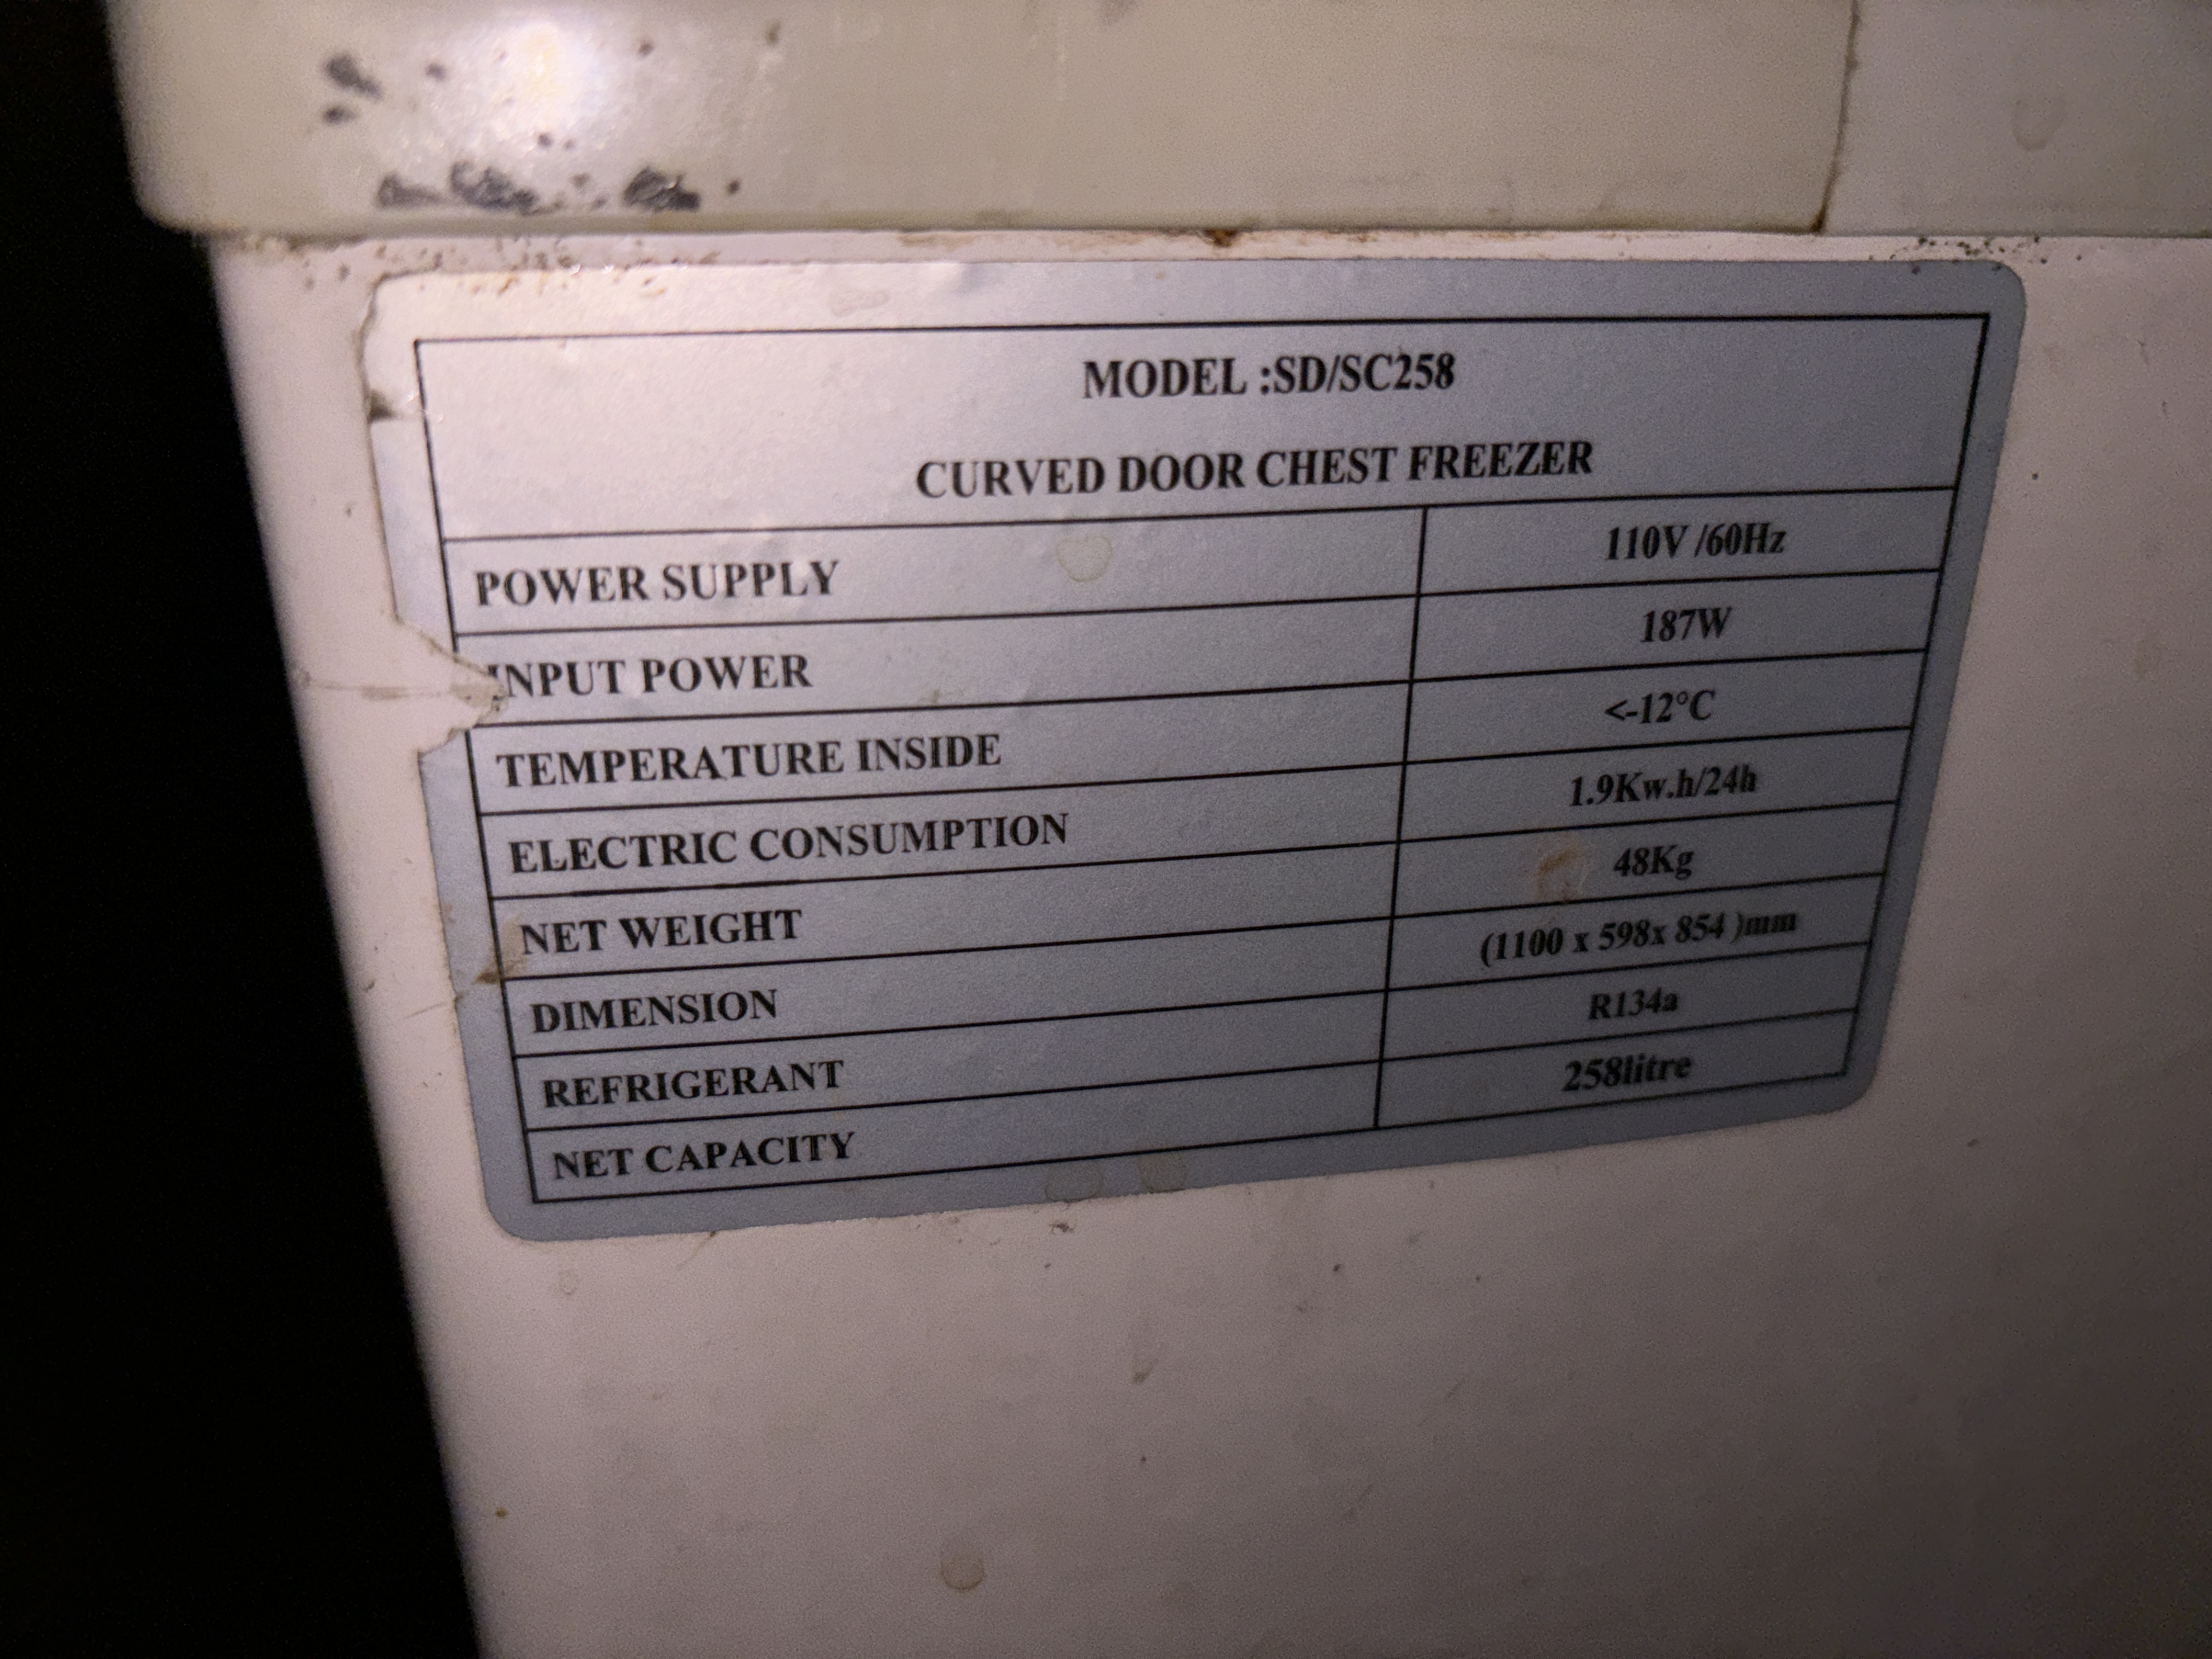 MODEL :SD/SC258
CURVED DOOR CHEST FREEZER
POWER SUPPLY 110V /60Hz
INPUT POWER 187W
TEMPERATURE INSIDE <-12°C
ELECTRIC CONSUMPTION 1.9Kw.h/24h
NET WEIGHT 48Kg
DIMENSION (1100 x 598x 854 )mm
REFRIGERANT R134a
NET CAPACITY 258litre